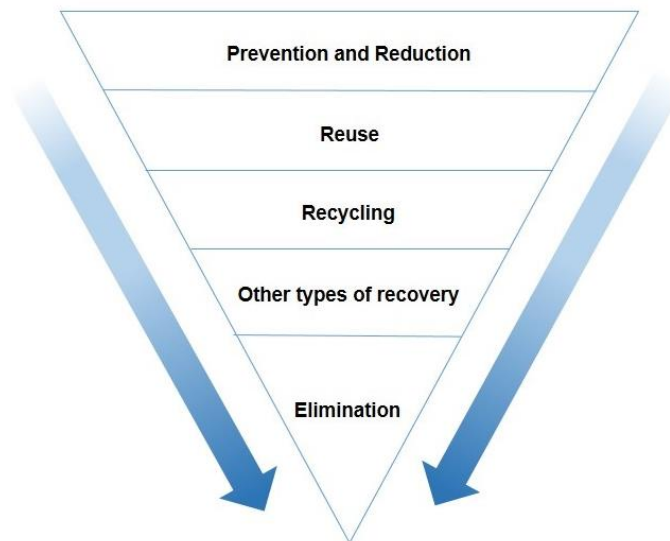 Prevention and Reduction
Reuse
Recycling
Other types of recovery
Elimination